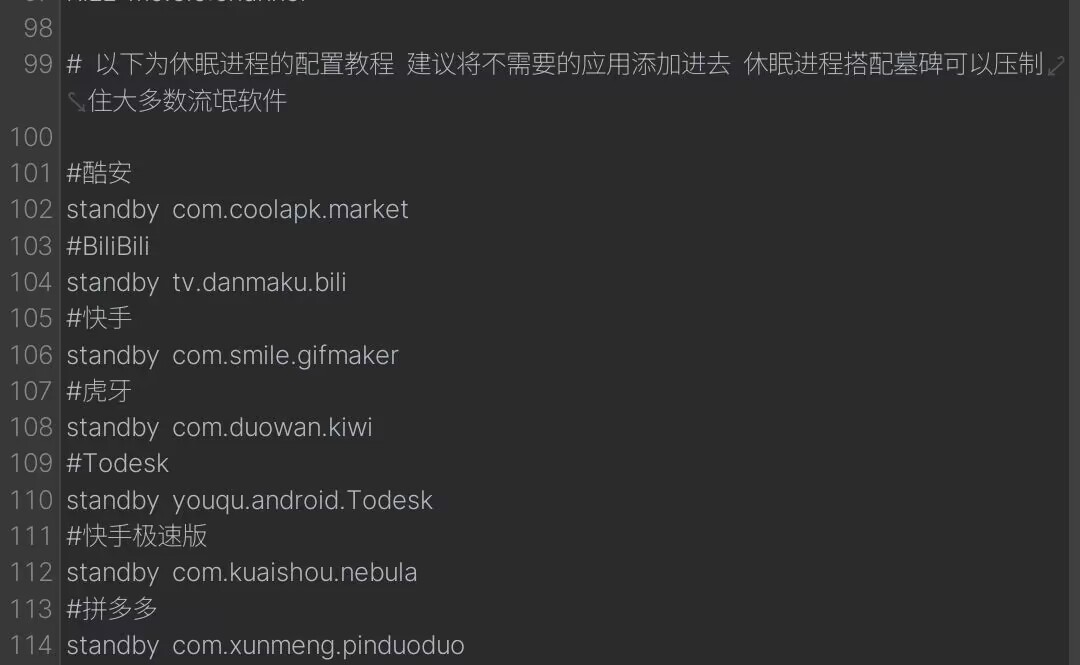 98
99 # 以下为休眠进程的配置教程 建议将不需要的应用添加进去 休眠进程搭配墓碑可以压制
住大多数流氓软件
100
101 #酷安
102 standby com.coolapk.market
103 #BiliBili
104 standby tv.danmaku.bili
105 #快手
106 standby com.smile.gifmaker
107 #虎牙
108 standby com.duowan.kiwi
109 #Todesk
110 standby youqu.android.Todesk
111 #快手极速版
112 standby com.kuaishou.nebula
113 #拼多多
114 standby com.xunmeng.pinduoduo